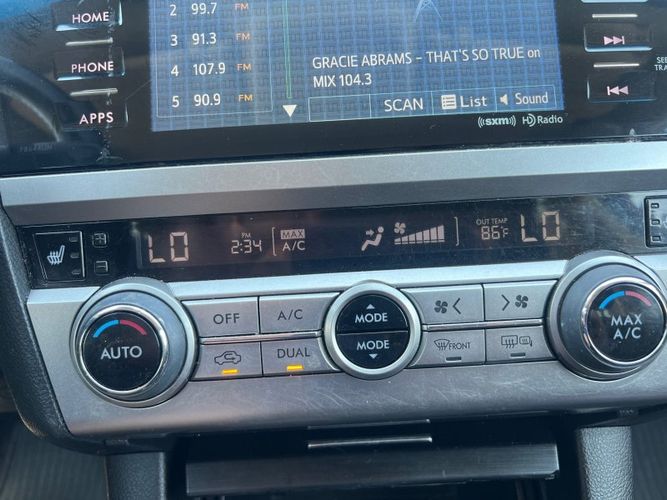 HOME
2 99.7 FM
3 91.3 FM
PHONE
4 107.9 FM
GRACIE ABRAMS - THAT'S SO TRUE on
MIX 104.3
5 90.9 FM
APPS
SCAN List Sound
((sxm)) HD Radio
LO
PM
2:34
MAX
A/C
OUT TEMP
86°F
LO
AUTO
OFF
A/C
DUAL
MODE
MODE
FRONT
MAX
A/C